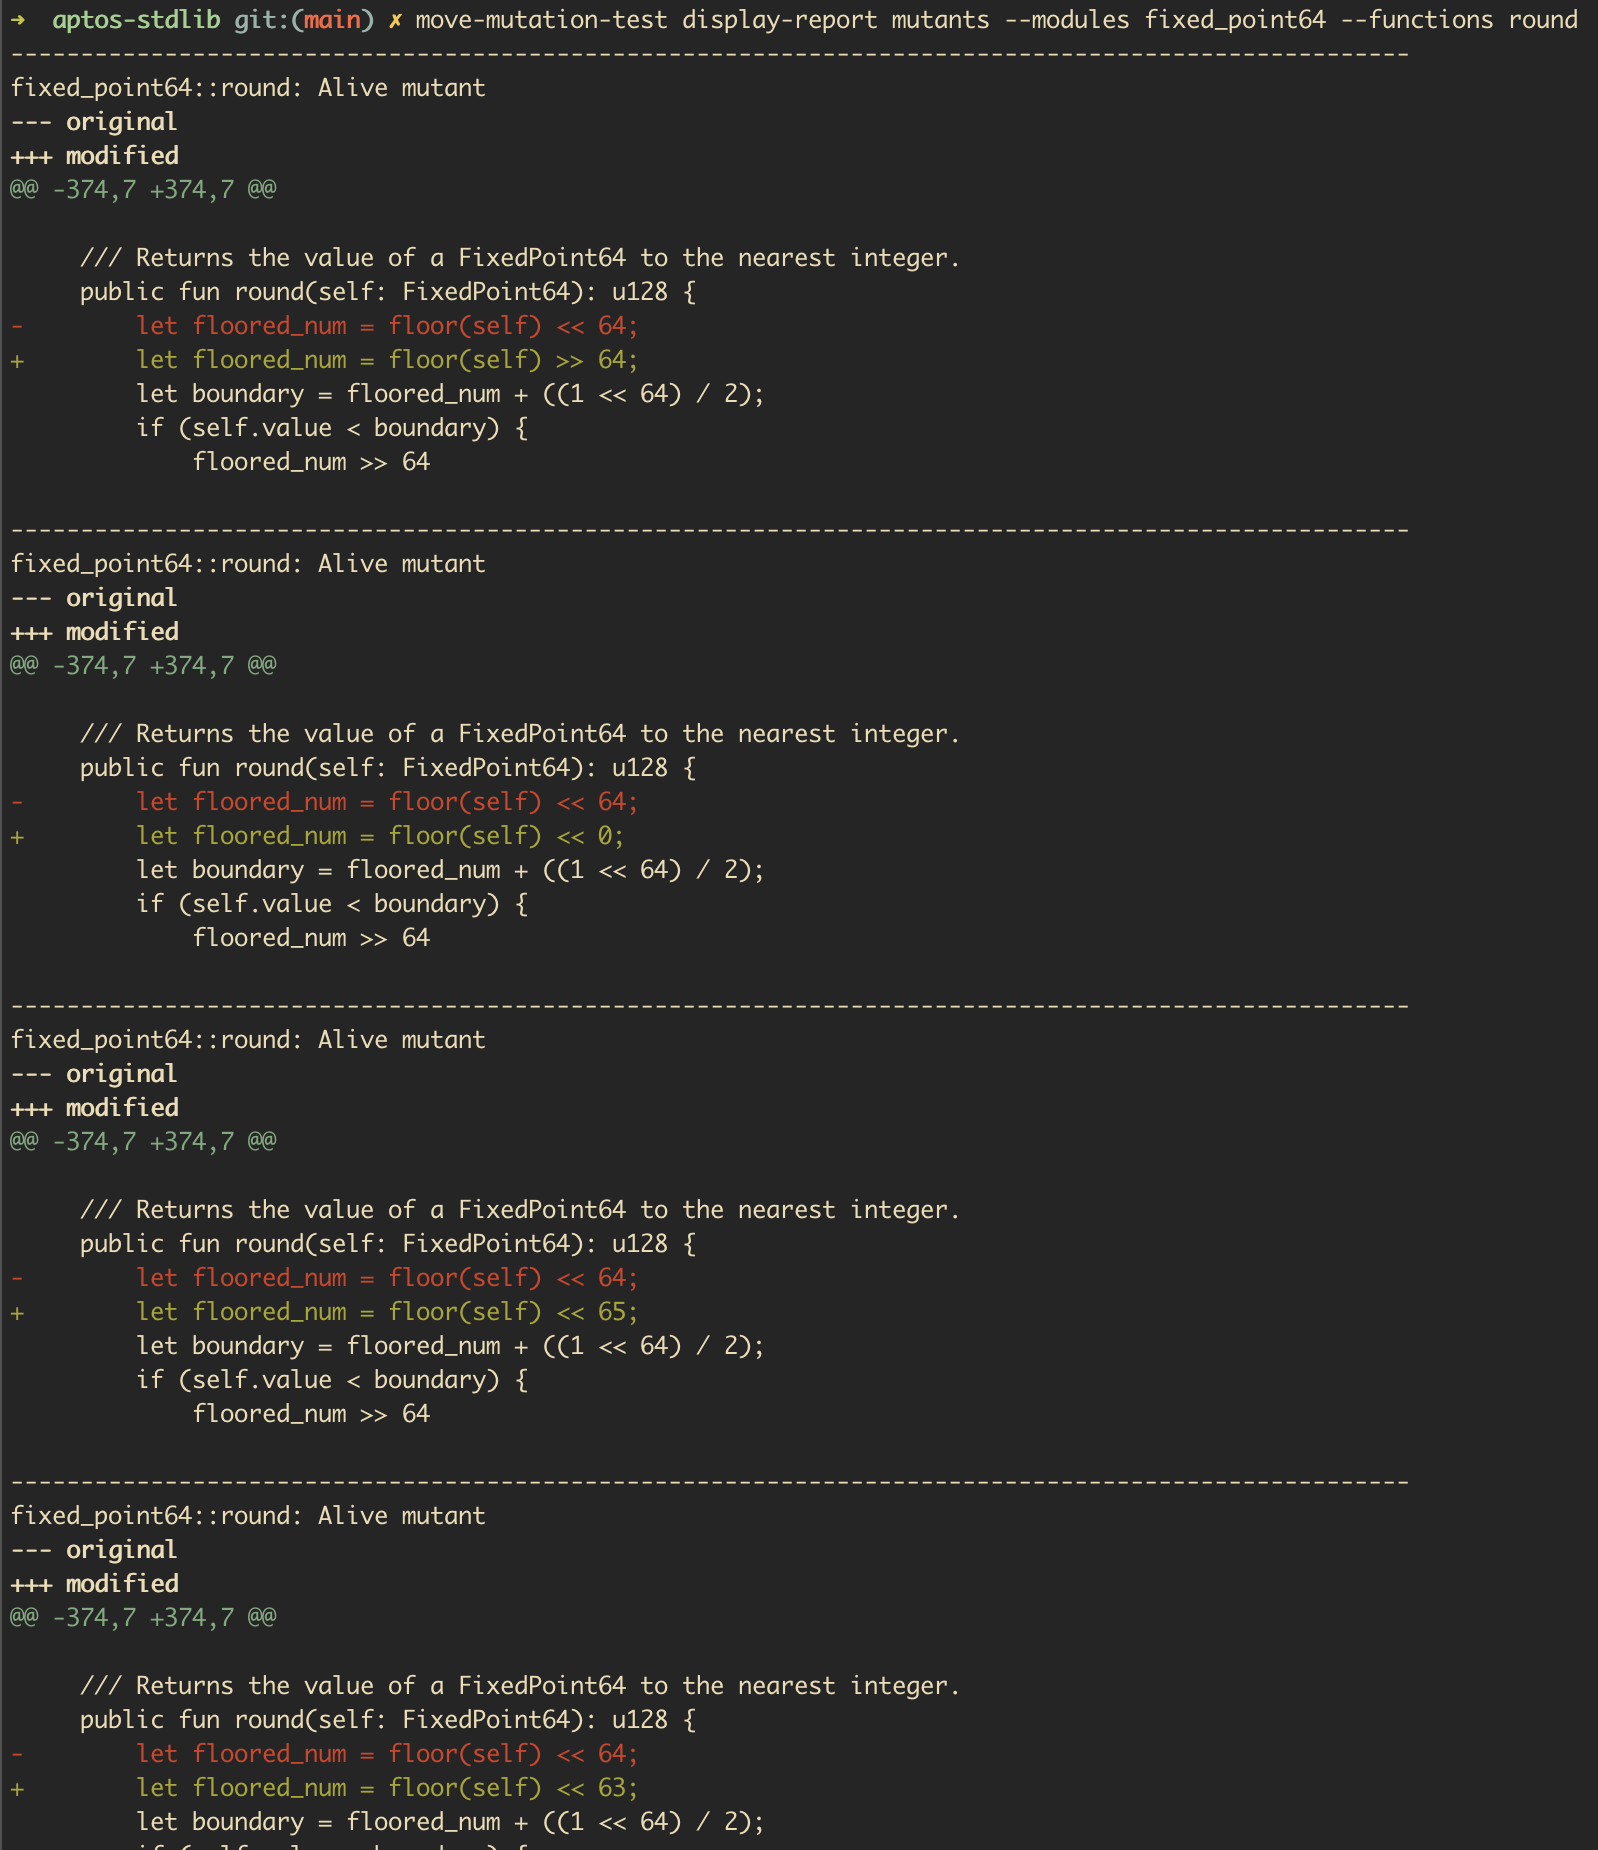 ➜  aptos-stdlib git:(main) ✗ move-mutation-test display-report mutants --modules fixed_point64 --functions round
----------------------------------------------------------------------------------------------------
fixed_point64::round: Alive mutant
--- original
+++ modified
@@ -374,7 +374,7 @@
     /// Returns the value of a FixedPoint64 to the nearest integer.
     public fun round(self: FixedPoint64): u128 {
-        let floored_num = floor(self) << 64;
+        let floored_num = floor(self) >> 64;
         let boundary = floored_num + ((1 << 64) / 2);
         if (self.value < boundary) {
             floored_num >> 64
----------------------------------------------------------------------------------------------------
fixed_point64::round: Alive mutant
--- original
+++ modified
@@ -374,7 +374,7 @@
     /// Returns the value of a FixedPoint64 to the nearest integer.
     public fun round(self: FixedPoint64): u128 {
-        let floored_num = floor(self) << 64;
+        let floored_num = floor(self) << 0;
         let boundary = floored_num + ((1 << 64) / 2);
         if (self.value < boundary) {
             floored_num >> 64
----------------------------------------------------------------------------------------------------
fixed_point64::round: Alive mutant
--- original
+++ modified
@@ -374,7 +374,7 @@
     /// Returns the value of a FixedPoint64 to the nearest integer.
     public fun round(self: FixedPoint64): u128 {
-        let floored_num = floor(self) << 64;
+        let floored_num = floor(self) << 65;
         let boundary = floored_num + ((1 << 64) / 2);
         if (self.value < boundary) {
             floored_num >> 64
----------------------------------------------------------------------------------------------------
fixed_point64::round: Alive mutant
--- original
+++ modified
@@ -374,7 +374,7 @@
     /// Returns the value of a FixedPoint64 to the nearest integer.
     public fun round(self: FixedPoint64): u128 {
-        let floored_num = floor(self) << 64;
+        let floored_num = floor(self) << 63;
         let boundary = floored_num + ((1 << 64) / 2);